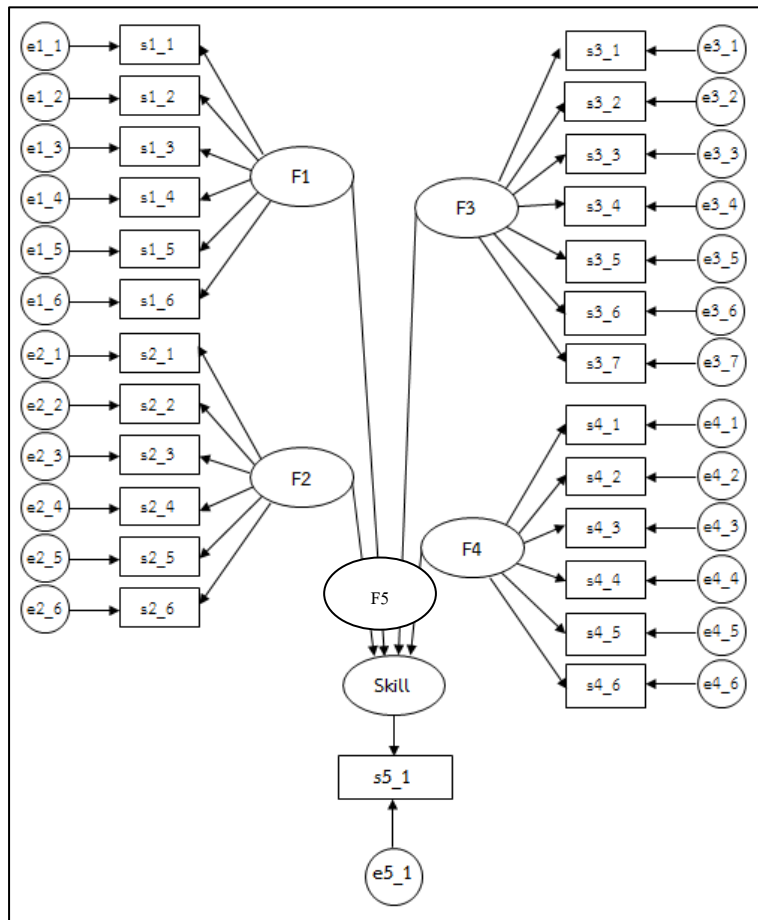 e1_1 s1_1
e1_2 s1_2
e1_3 s1_3
e1_4 s1_4
e1_5 s1_5
e1_6 s1_6
F1
e2_1 s2_1
e2_2 s2_2
e2_3 s2_3
e2_4 s2_4
e2_5 s2_5
e2_6 s2_6
F2
s3_1 e3_1
s3_2 e3_2
s3_3 e3_3
s3_4 e3_4
s3_5 e3_5
s3_6 e3_6
s3_7 e3_7
F3
s4_1 e4_1
s4_2 e4_2
s4_3 e4_3
s4_4 e4_4
s4_5 e4_5
s4_6 e4_6
F4
F5
Skill
s5_1
e5_1